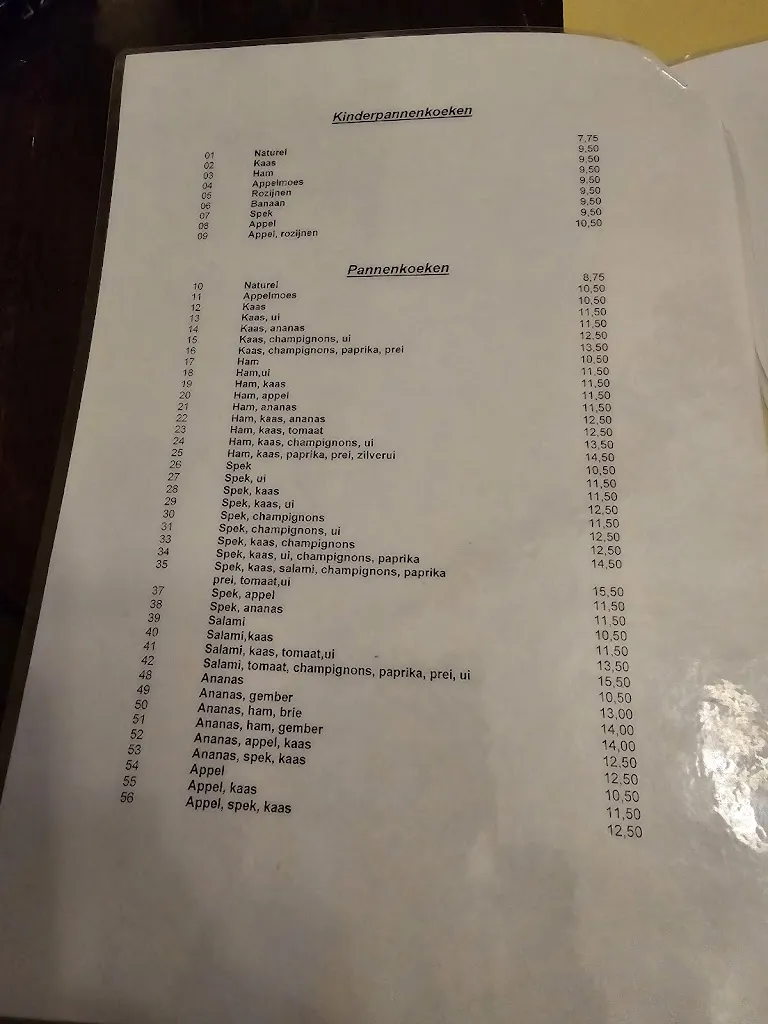 Kinderpannenkoeken
01 Naturel 7,75
02 Kaas 9,50
03 Ham 9,50
04 Appelmoes 9,50
05 Rozijnen 9,50
06 Banaan 9,50
07 Spek 9,50
08 Appel 9,50
09 Appel, rozijnen 10,50
Pannenkoeken
10 Naturel 8,75
11 Appelmoes 10,50
12 Kaas 10,50
13 Kaas, ui 11,50
14 Kaas, ananas 11,50
15 Kaas, champignons, ui 12,50
16 Kaas, champignons, paprika, prei 13,50
17 Ham 10,50
18 Ham,ui 11,50
19 Ham, kaas 11,50
20 Ham, appel 11,50
21 Ham, ananas 11,50
22 Ham, kaas, ananas 12,50
23 Ham, kaas, tomaat 12,50
24 Ham, kaas, champignons, ui 13,50
25 Ham, kaas, paprika, prei, zilverui 14,50
26 Spek 10,50
27 Spek, ui 11,50
28 Spek, kaas 11,50
29 Spek, kaas, ui 12,50
30 Spek, champignons 11,50
31 Spek, champignons, ui 12,50
33 Spek, kaas, champignons 12,50
34 Spek, kaas, ui, champignons, paprika 14,50
35 Spek, kaas, salami, champignons, paprika
prei, tomaat,ui 15,50
37 Spek, appel 11,50
38 Spek, ananas 11,50
39 Salami 10,50
40 Salami,kaas 11,50
41 Salami, kaas, tomaat,ui 13,50
42 Salami, tomaat, champignons, paprika, prei, ui 15,50
48 Ananas 10,50
49 Ananas, gember 13,00
50 Ananas, ham, brie 14,00
51 Ananas, ham, gember 14,00
52 Ananas, appel, kaas 12,50
53 Ananas, spek, kaas 12,50
54 Appel 10,50
55 Appel, kaas 11,50
56 Appel, spek, kaas 12,50